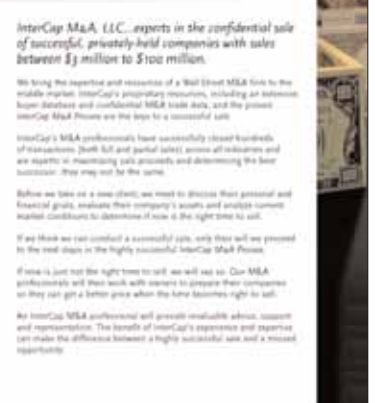 InterCap M&A, LLC...experts in the confidential sale
of successful, privately-held companies with sales
between $3 million to $100 million.
We bring the expertise and resources of a Wall Street M&A firm to the
middle market. InterCap's proprietary resources, including an extensive
buyer database and confidential M&A trade data, and the proven
InterCap M&A Process are the keys to a successful sale.
InterCap's M&A professionals have successfully closed hundreds
of transactions (both full and partial sales) across all industries and
are experts in maximizing sale proceeds and determining the best
successor...they may not be the same.
Before we take on a new client, we meet to discuss their personal and
financial goals, evaluate their company's assets and analyze current
market conditions to determine if now is the right time to sell.
If we think we can conduct a successful sale, only then will we proceed
to the next steps in the highly successful InterCap M&A Process.
If now is just not the right time to sell, we will say so. Our M&A
professionals will then work with owners to prepare their companies
so they can get a better price when the time becomes right to sell.
An InterCap M&A professional will provide invaluable advice, support
and representation. The benefit of InterCap's experience and expertise
can make the difference between a highly successful sale and a missed
opportunity.